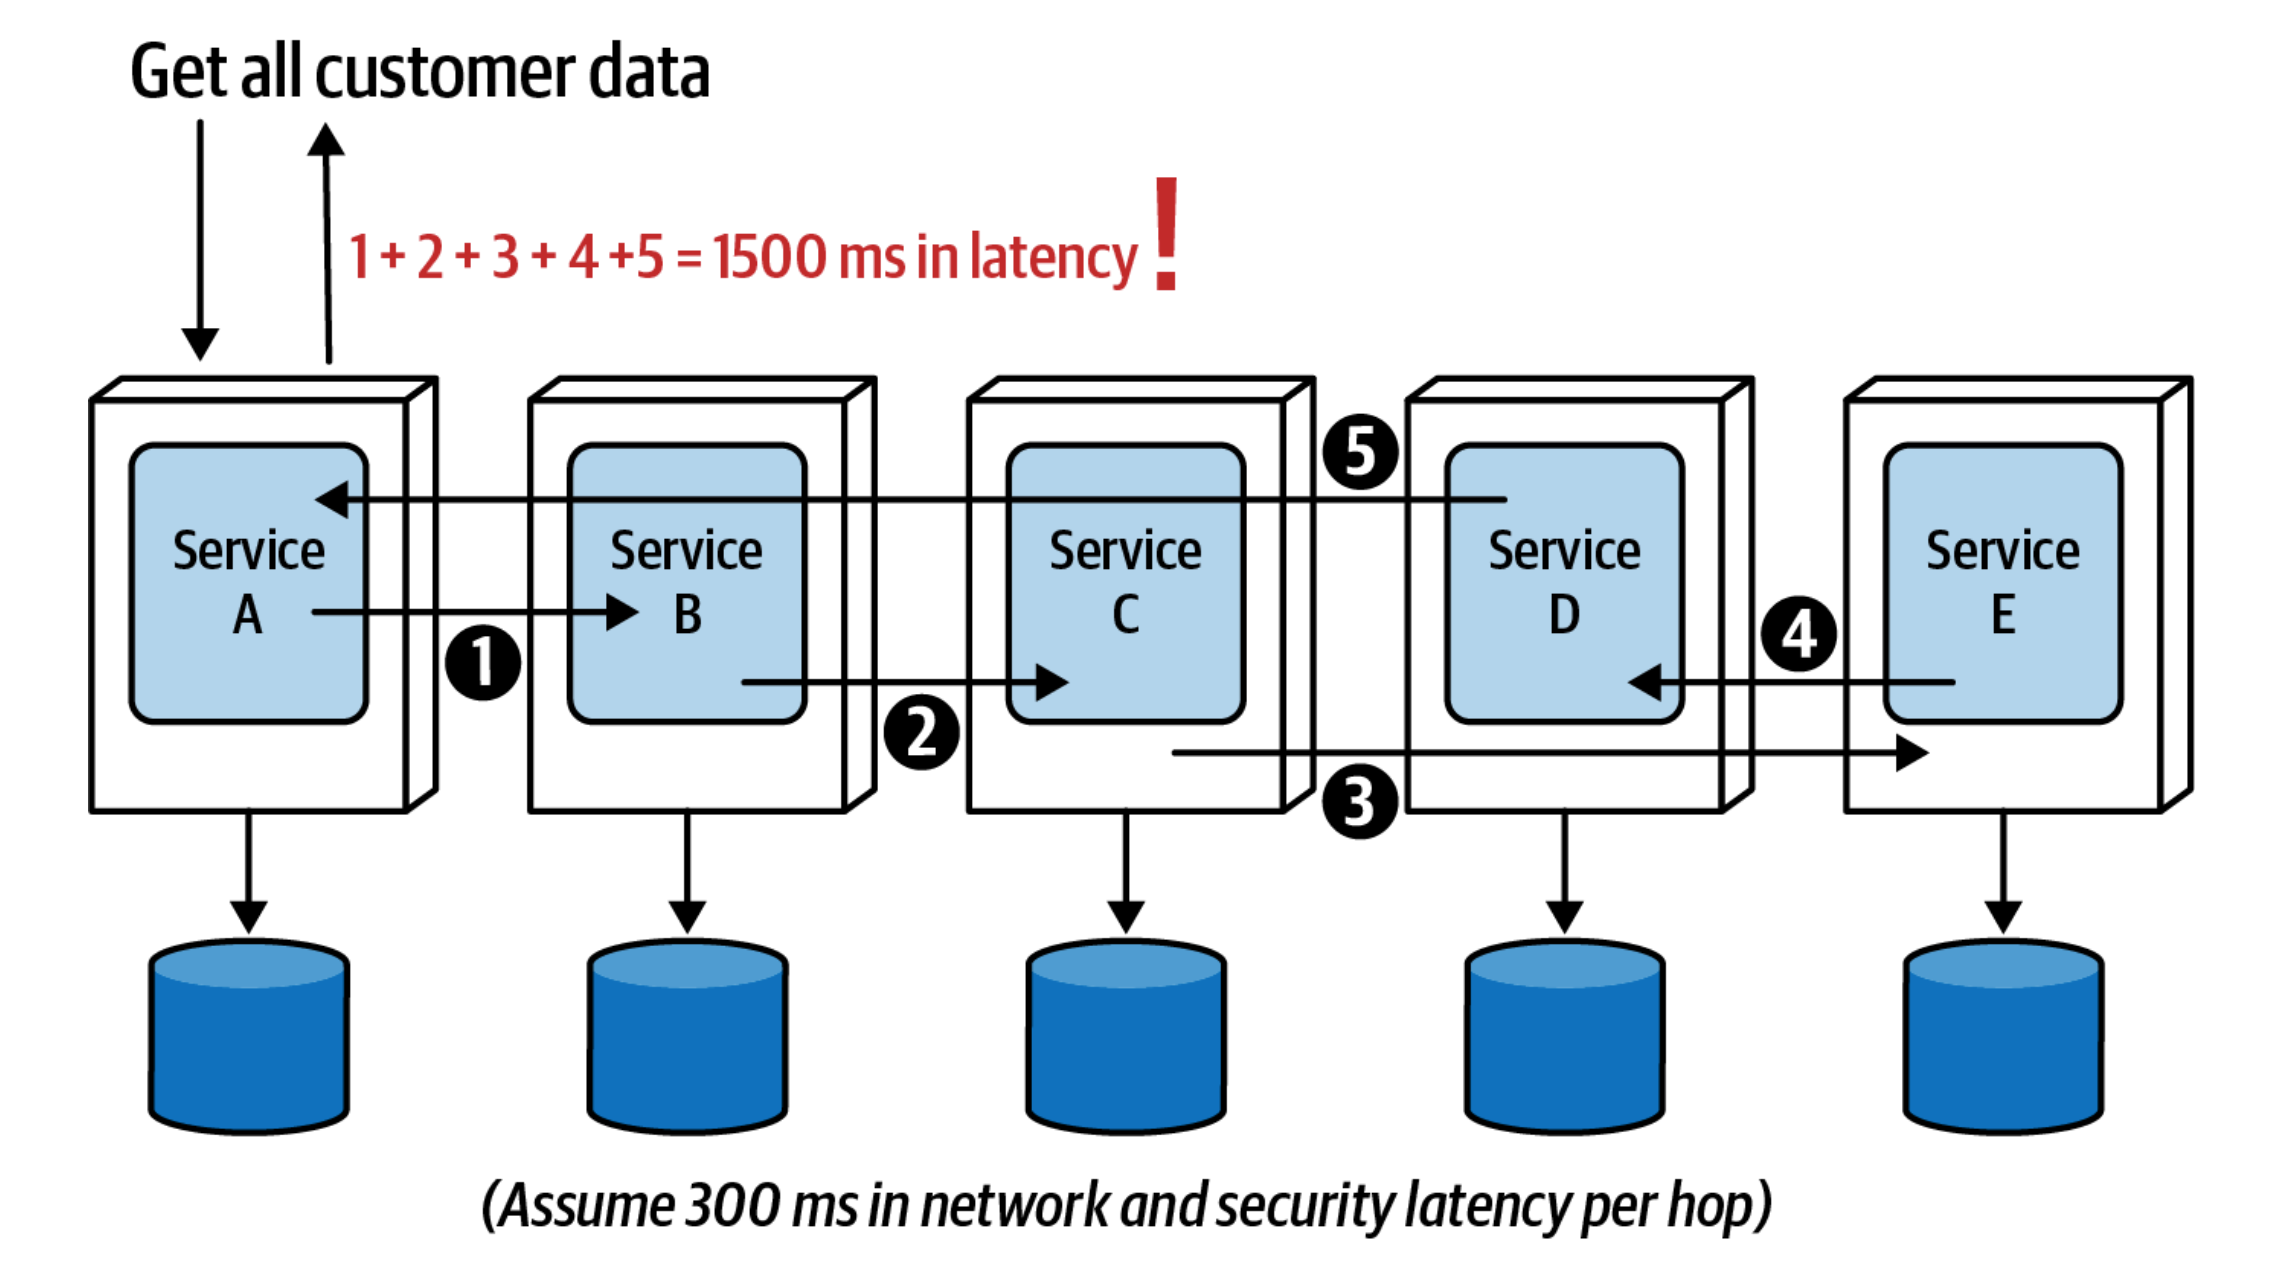 Get all customer data
1 + 2 + 3 + 4 +5 = 1500 ms in latency !
5
Service
A
Service
B
Service
C
Service
D
Service
E
1
2
3
4
(Assume 300 ms in network and security latency per hop)